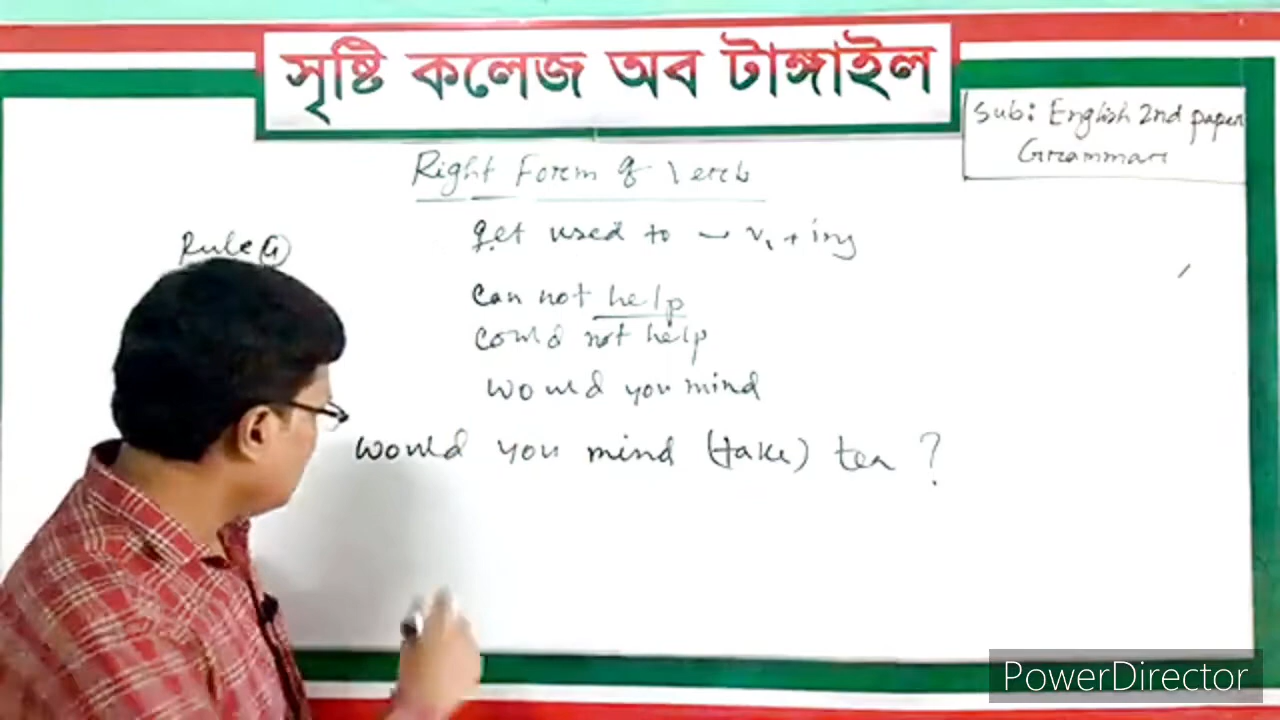 সৃষ্টি কলেজ অব টাঙ্গাইল
Sub: English 2nd paper
Grammar
Right Form of Verb
Rule
get used to → v₁ + ing
can not help
could not help
would you mind
would you mind (take) tea ?
PowerDirector